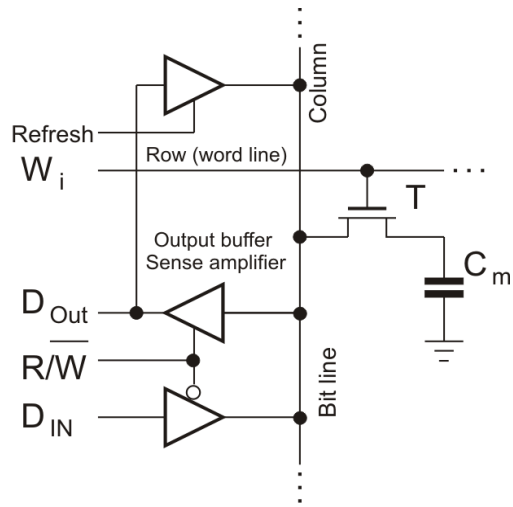 Column
Refresh
Row (word line)
W i
T
Output buffer
Sense amplifier
C m
D Out
R/W̅
Bit line
D IN